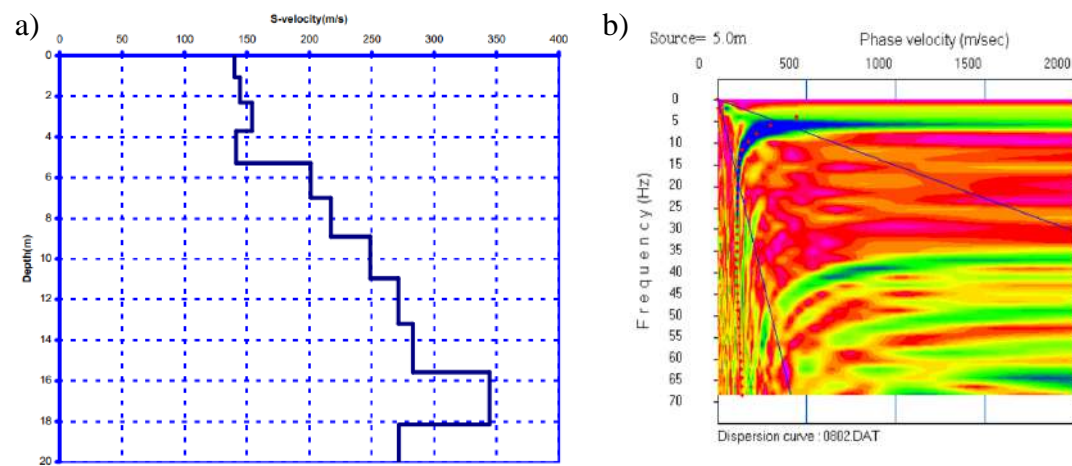 a)
S-velocity(m/s)
0 50 100 150 200 250 300 350 400
Depth(m)
0
2
4
6
8
10
12
14
16
18
20
b)
Source= 5.0m Phase velocity (m/sec)
0 500 1000 1500 2000
Frequency (Hz)
0
5
10
15
20
25
30
35
40
45
50
55
60
65
70
Dispersion curve : 0802.DAT